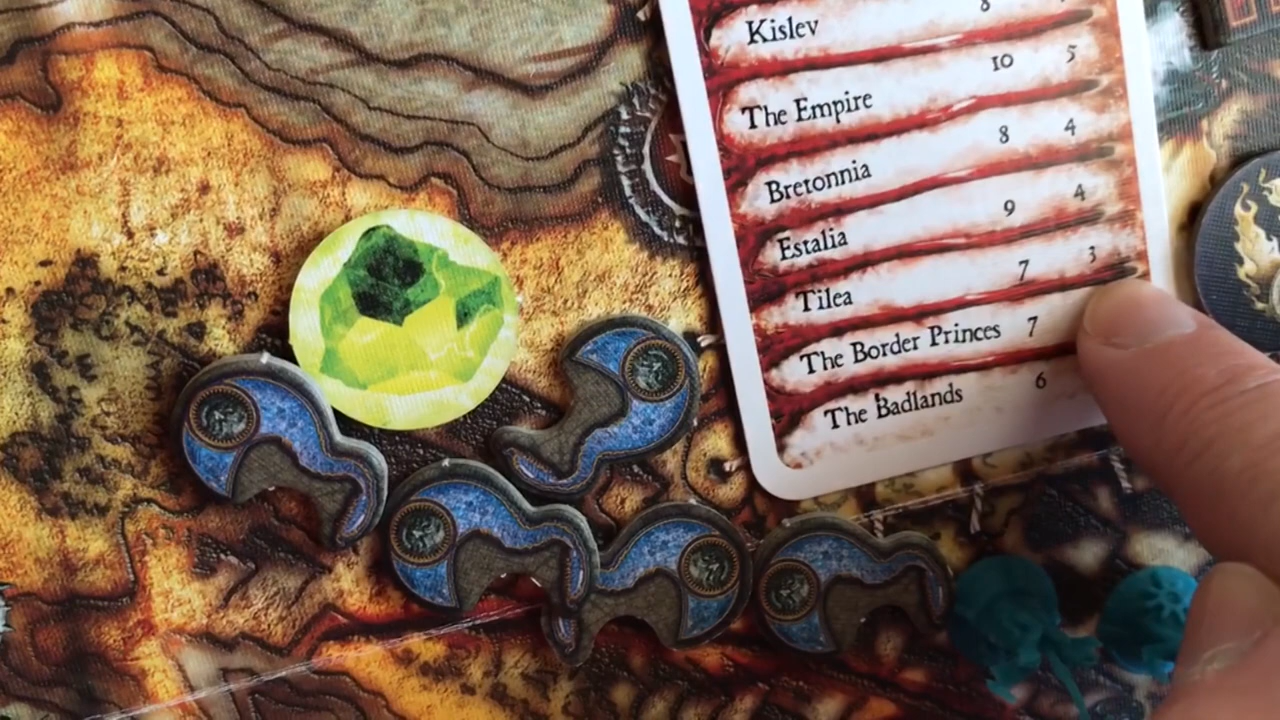 Kislev 8
The Empire 10 5
Bretonnia 8 4
Estalia 9 4
Tilea 7 3
The Border Princes 7
The Badlands 6